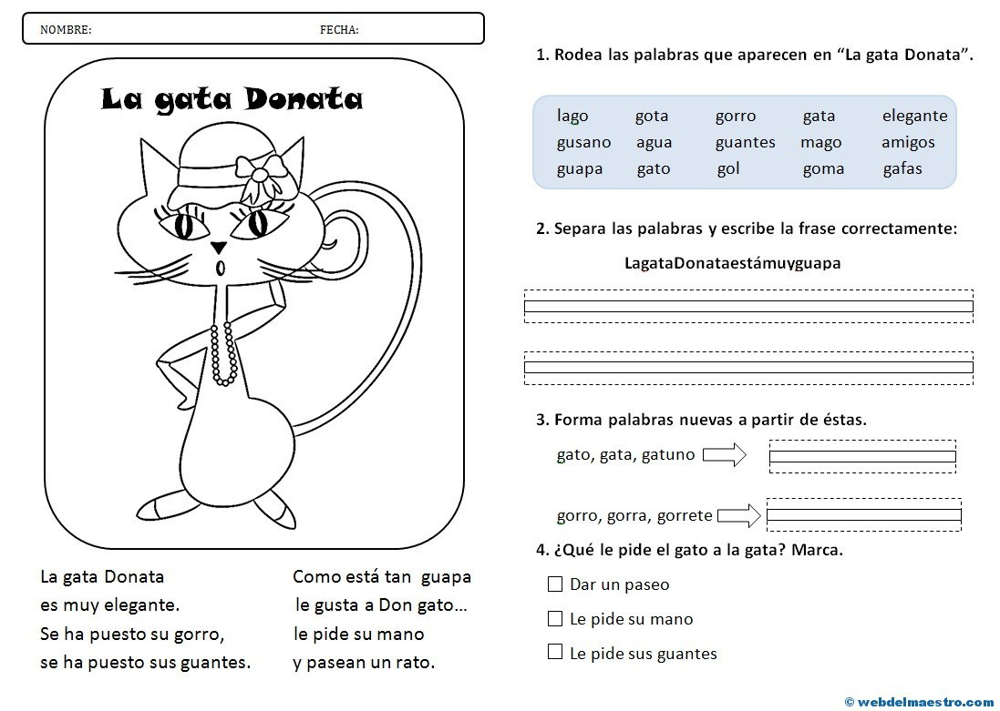 NOMBRE: FECHA:
La gata Donata
La gata Donata
es muy elegante.
Se ha puesto su gorro,
se ha puesto sus guantes.
Como está tan guapa
le gusta a Don gato...
le pide su mano
y pasean un rato.
1. Rodea las palabras que aparecen en “La gata Donata”.
lago gota gorro gata elegante
gusano agua guantes mago amigos
guapa gato gol goma gafas
2. Separa las palabras y escribe la frase correctamente:
LagataDonataestámuyguapa
3. Forma palabras nuevas a partir de éstas.
gato, gata, gatuno
gorro, gorra, gorrete
4. ¿Qué le pide el gato a la gata? Marca.
Dar un paseo
Le pide su mano
Le pide sus guantes
© webdelmaestro.com